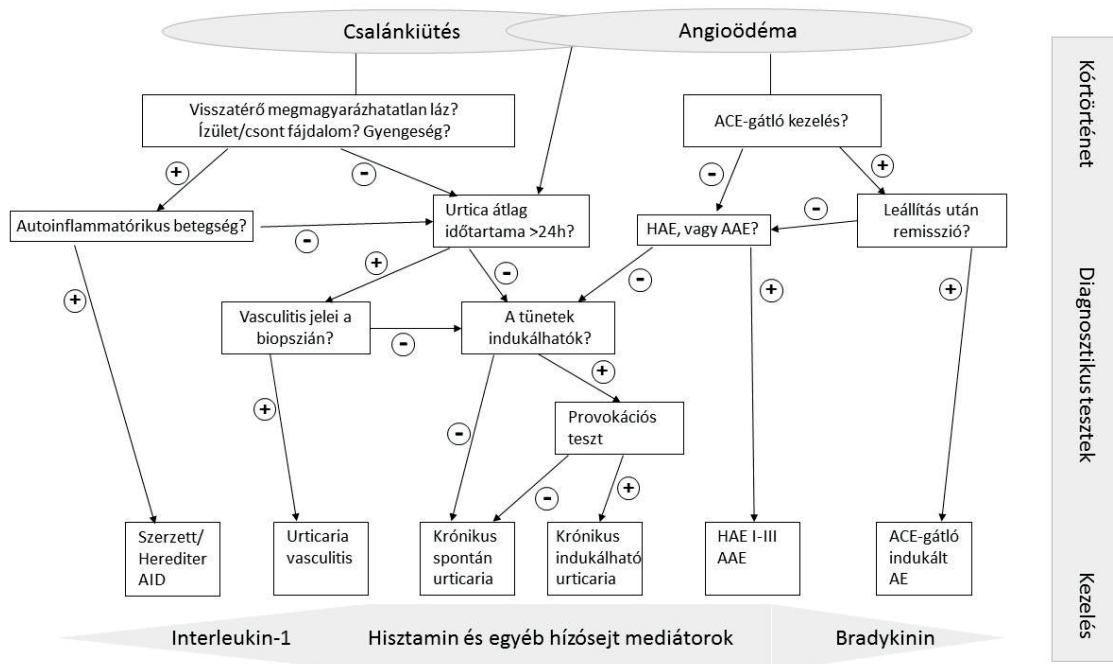 Csalánkiütés
Angioödéma
Visszatérő megmagyarázhatatlan láz?
Ízület/csont fájdalom? Gyengeség?
ACE-gátló kezelés?
+
-
-
+
Autoinflammatórikus betegség?
-
Urtica átlag
időtartama >24h?
HAE, vagy AAE?
-
Leállítás után
remisszió?
+
+
-
-
+
+
Vasculitis jelei a
biopszián?
-
A tünetek
indukálhatók?
+
+
-
Provokációs
teszt
-
+
Szerzett/
Herediter
AID
Urticaria
vasculitis
Krónikus
spontán
urticaria
Krónikus
indukálható
urticaria
HAE I-III
AAE
ACE-gátló
indukált
AE
Interleukin-1
Hisztamin és egyéb hízósejt mediátorok
Bradykinin
Kórtörténet
Diagnosztikus tesztek
Kezelés